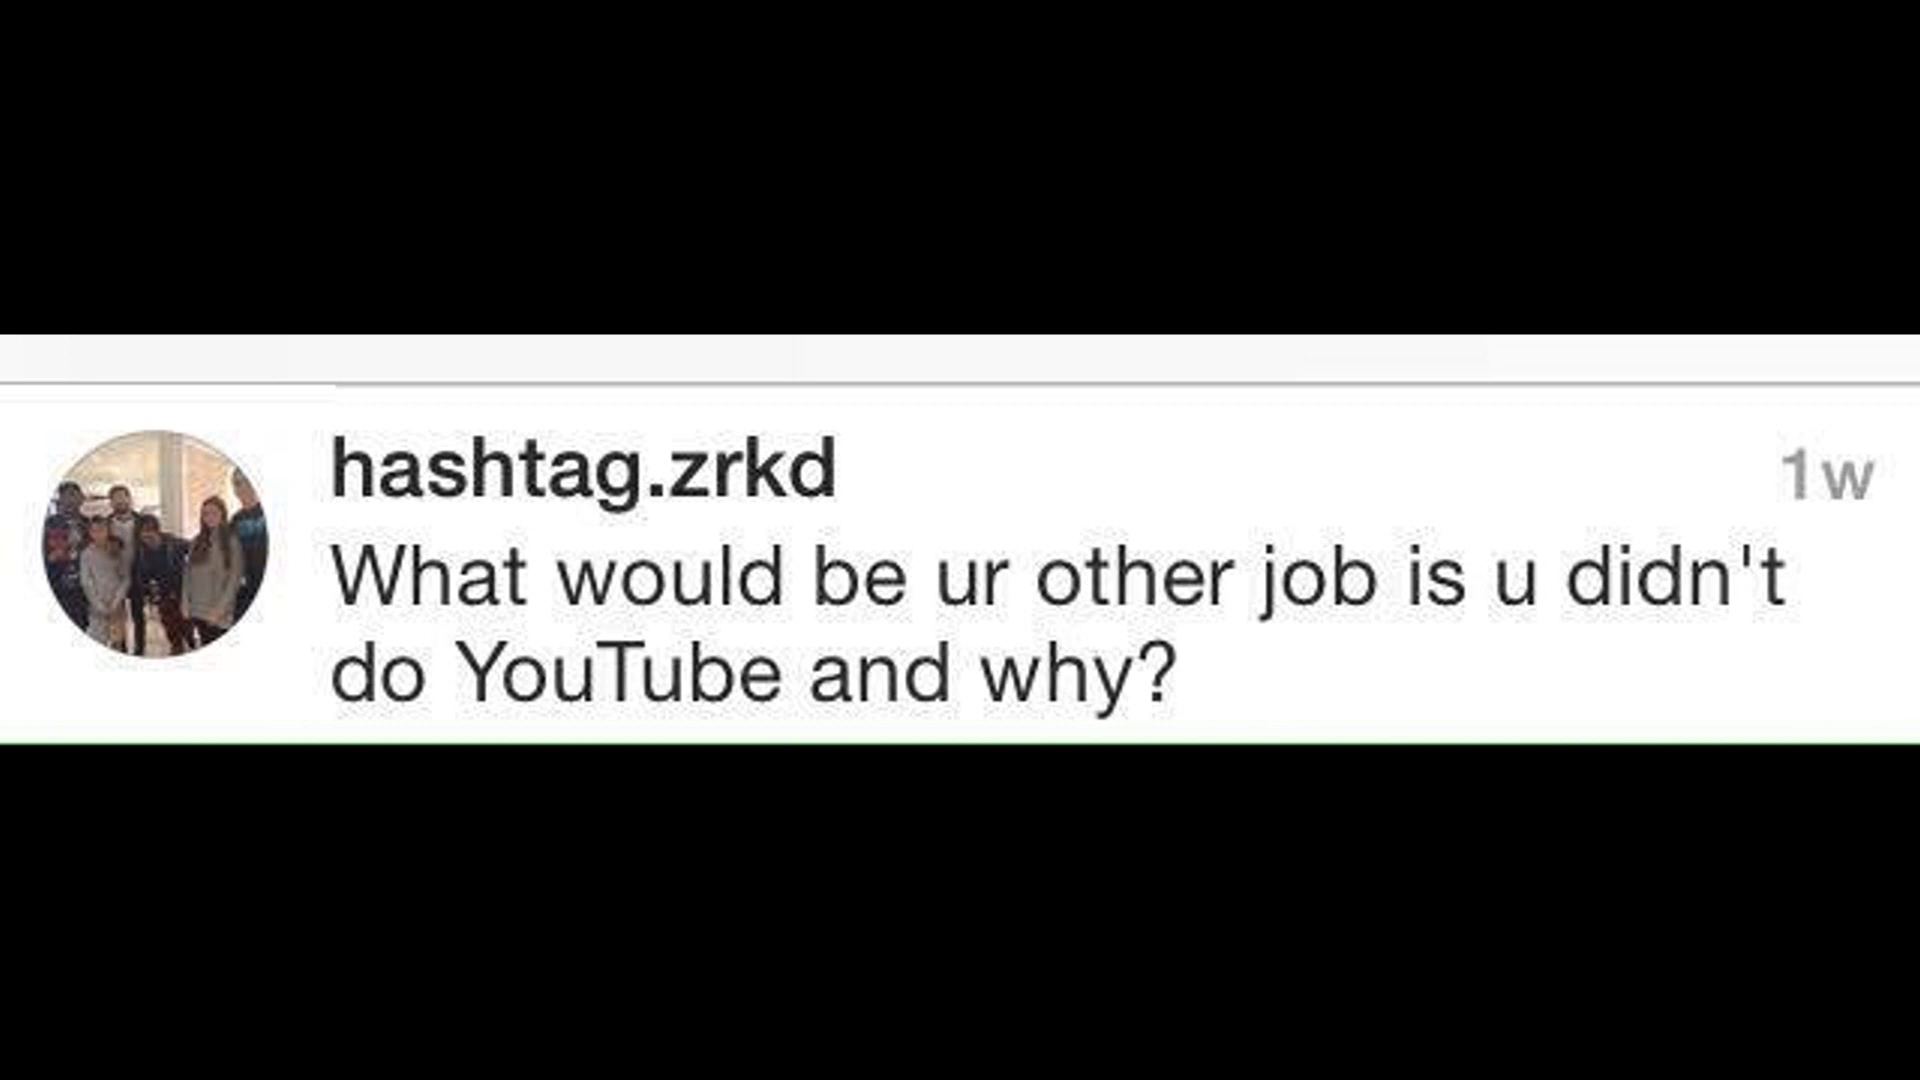 hashtag.zrkd
1w
What would be ur other job is u didn't
do YouTube and why?